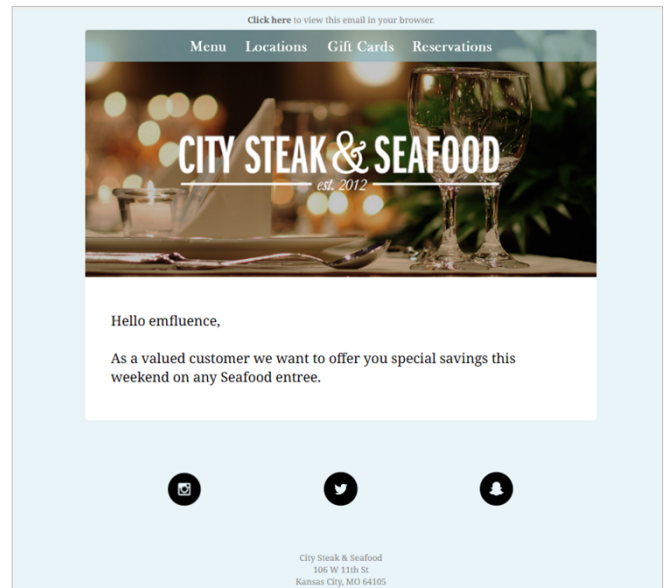 Click here to view this email in your browser.
Menu Locations Gift Cards Reservations
CITY STEAK & SEAFOOD
est. 2012
Hello emfluence,
As a valued customer we want to offer you special savings this
weekend on any Seafood entree.
City Steak & Seafood
106 W 11th St
Kansas City, MO 64105